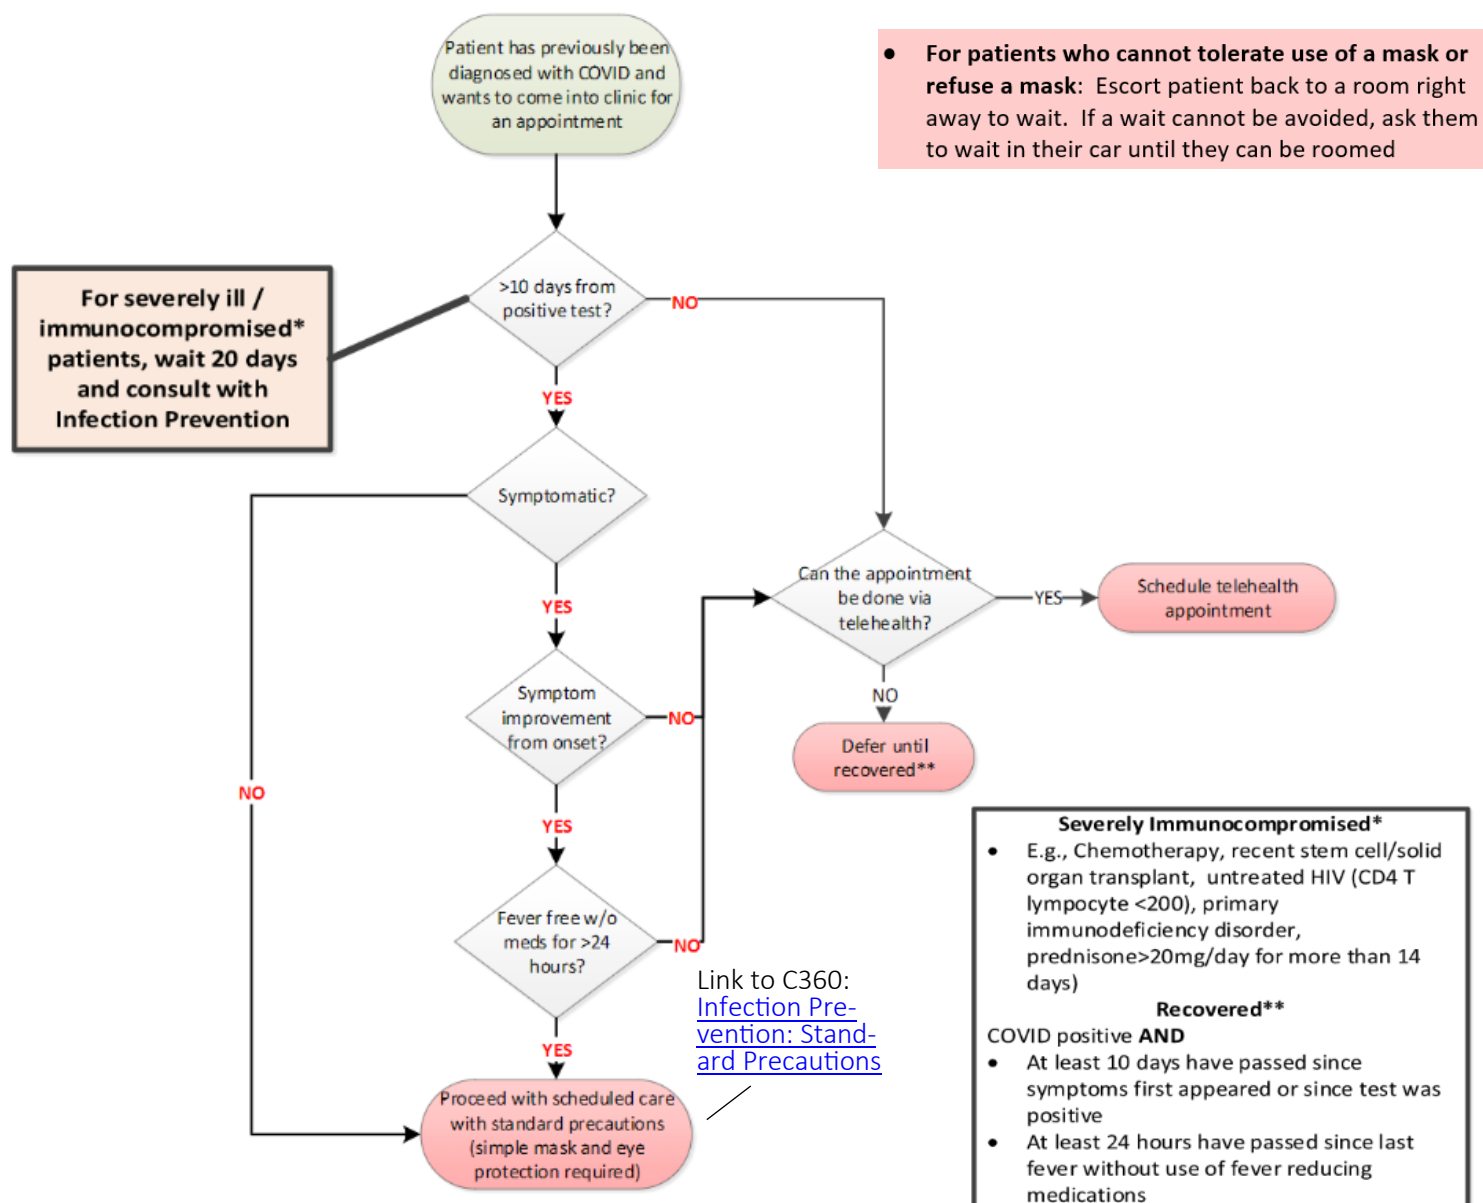 Patient has previously been
diagnosed with COVID and
wants to come into clinic for
an appointment
● For patients who cannot tolerate use of a mask or
refuse a mask: Escort patient back to a room right
away to wait. If a wait cannot be avoided, ask them
to wait in their car until they can be roomed
For severely ill /
immunocompromised*
patients, wait 20 days
and consult with
Infection Prevention
>10 days from
positive test?
NO
YES
Symptomatic?
NO
YES
Can the appointment
be done via
telehealth?
YES
Schedule telehealth
appointment
NO
Defer until
recovered**
Symptom
improvement
from onset?
NO
YES
Fever free w/o
meds for >24
hours?
NO
YES
Link to C360:
Infection Pre-
vention: Stand-
ard Precautions
Proceed with scheduled care
with standard precautions
(simple mask and eye
protection required)
Severely Immunocompromised*
● E.g., Chemotherapy, recent stem cell/solid
organ transplant, untreated HIV (CD4 T
lympocyte <200), primary
immunodeficiency disorder,
prednisone>20mg/day for more than 14
days)
Recovered**
COVID positive AND
● At least 10 days have passed since
symptoms first appeared or since test was
positive
● At least 24 hours have passed since last
fever without use of fever reducing
medications